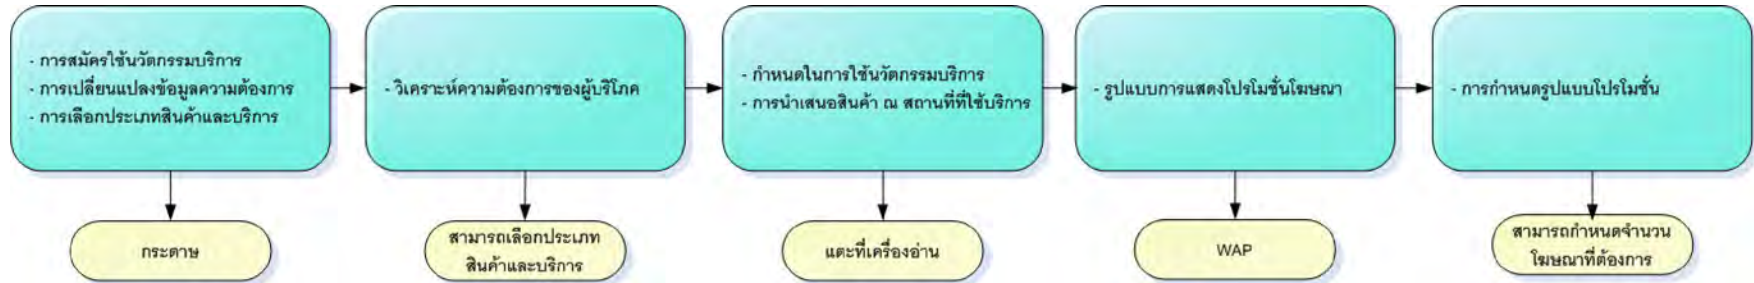 - การสมัครใช้นวัตกรรมบริการ
- การเปลี่ยนแปลงข้อมูลความต้องการ
- การเลือกประเภทสินค้าและบริการ
- วิเคราะห์ความต้องการของผู้บริโภค
- กำหนดในการใช้นวัตกรรมบริการ
- การนำเสนอสินค้า ณ สถานที่ที่ใช้บริการ
- รูปแบบการแสดงโปรโมชั่นโฆษณา
- การกำหนดรูปแบบโปรโมชั่น
กระดาษ
สามารถเลือกประเภท
สินค้าและบริการ
แตะที่เครื่องอ่าน
WAP
สามารถกำหนดจำนวน
โฆษณาที่ต้องการ